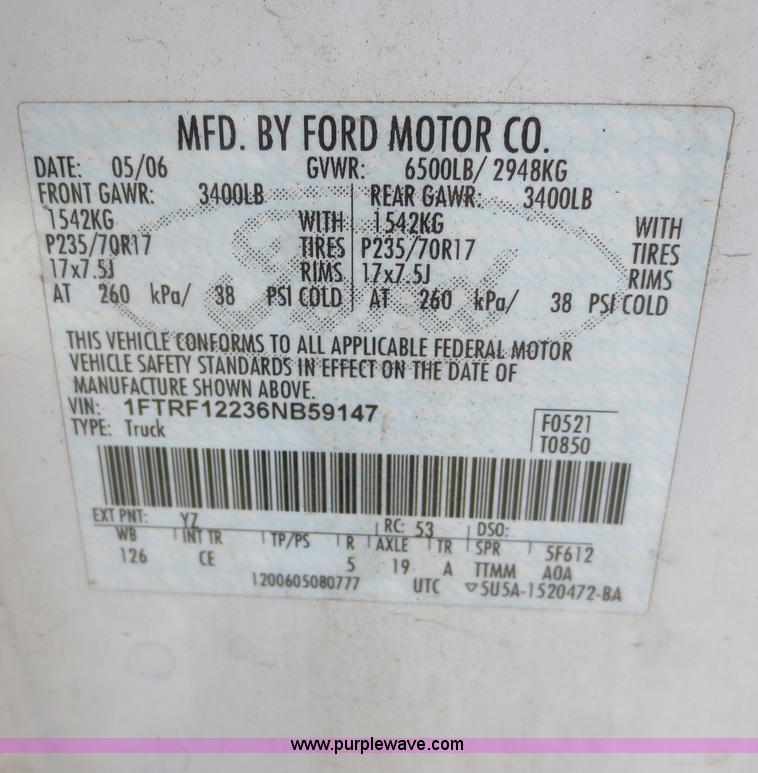 MFD. BY FORD MOTOR CO.
DATE: 05/06 GVWR: 6500LB/ 2948KG
FRONT GAWR: 3400LB REAR GAWR: 3400LB
1542KG WITH 1542KG WITH
P235/70R17 TIRES P235/70R17 TIRES
17x7.5J RIMS 17x7.5J RIMS
AT 260 kPa/ 38 PSI COLD AT 260 kPa/ 38 PSI COLD
THIS VEHICLE CONFORMS TO ALL APPLICABLE FEDERAL MOTOR
VEHICLE SAFETY STANDARDS IN EFFECT ON THE DATE OF
MANUFACTURE SHOWN ABOVE.
VIN: 1FTRF12236NB59147 F0521
TYPE: Truck T0850
EXT PNT: YZ RC: 53 DSO:
WB INT TR TP/PS R AXLE TR SPR 5F612
126 CE 5 19 A TTMM A0A
1200605080777 UTC ▽5U5A-1520472-BA
www.purplewave.com